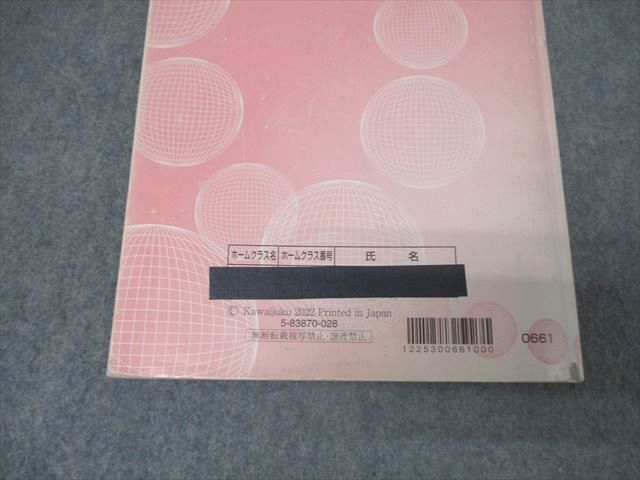 ホームクラス名 ホームクラス番号 氏 名
© Kawaijuku 2022 Printed in Japan
5-83870-028
無断転載複写禁止・譲渡禁止
1225300661000
0661